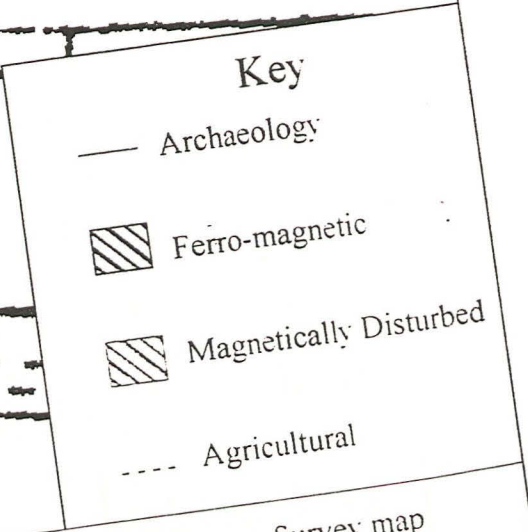 Key
Archaeology
Ferro-magnetic
Magnetically Disturbed
Agricultural
Survey map